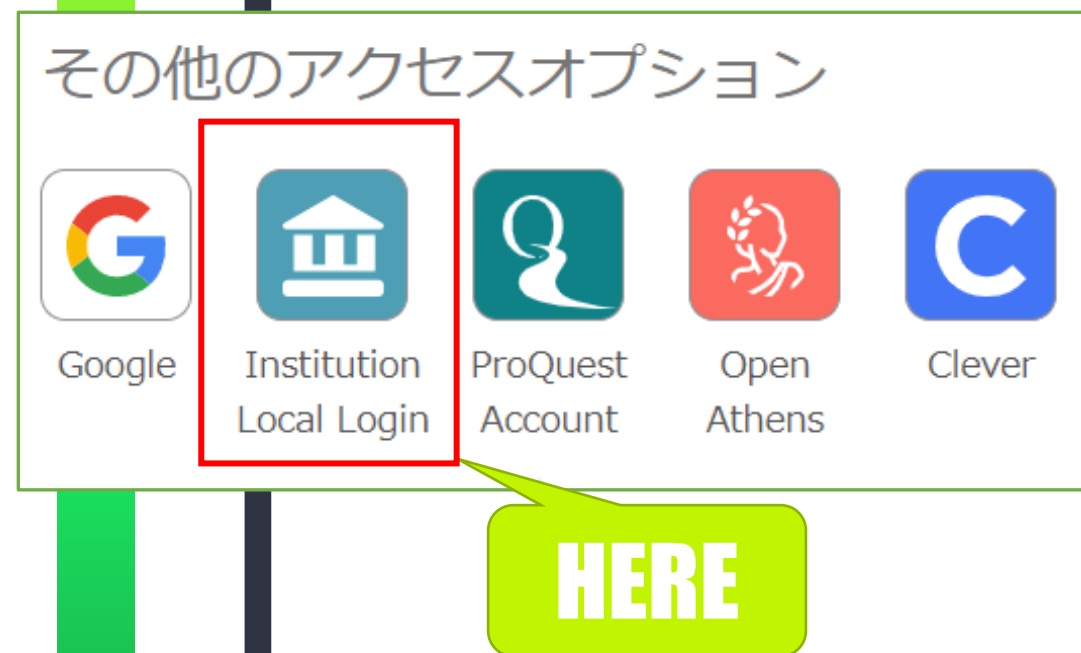 その他のアクセスオプション
Google
Institution
Local Login
ProQuest
Account
Open
Athens
Clever
HERE